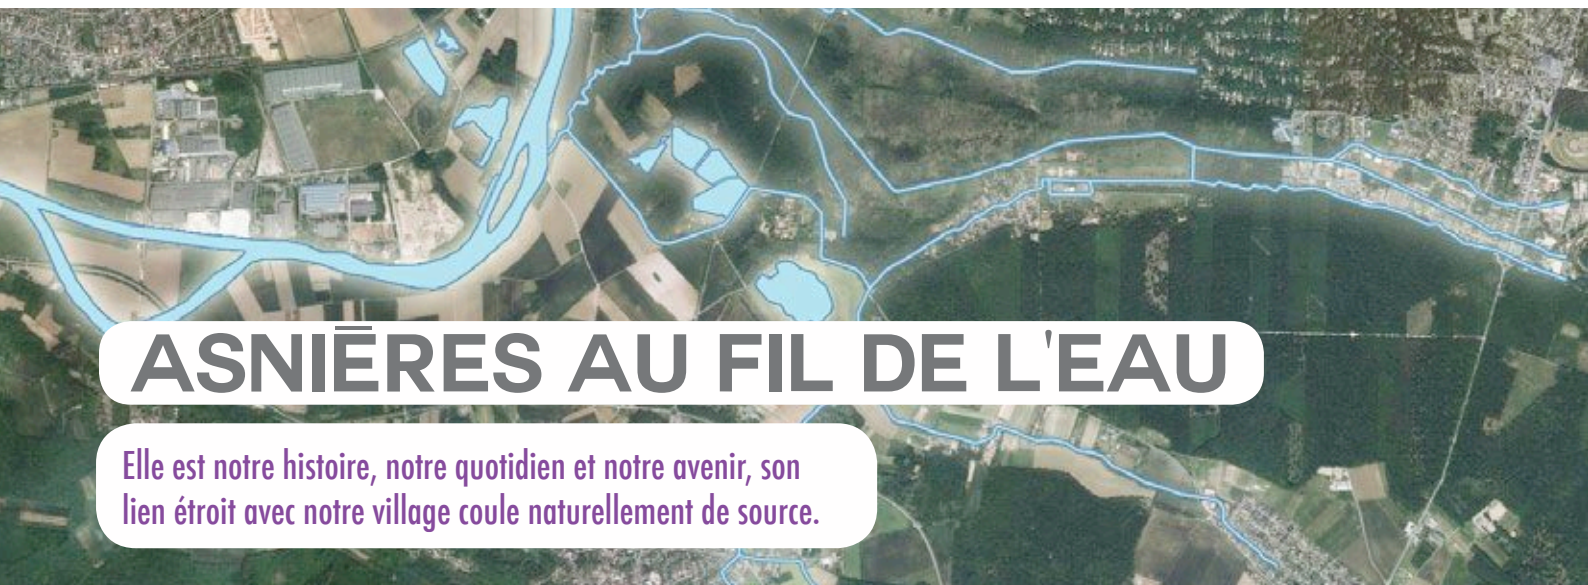 ASNIĒRES AU FIL DE L'EAU
Elle est notre histoire, notre quotidien et notre avenir, son
lien étroit avec notre village coule naturellement de source.